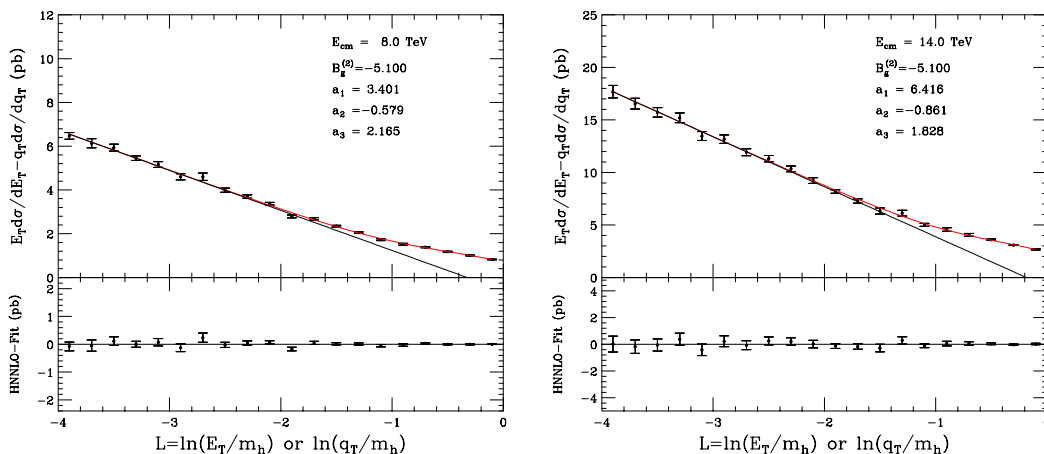 12
10
8
6
4
2
0
E_T dσ/dE_T−q_T dσ/dq_T (pb)
E_cm = 8.0 TeV
B_g^(2)=−5.100
a_1 = 3.401
a_2 = −0.579
a_3 = 2.165
2
1
0
−1
−2
HNNLO−Fit (pb)
−4 −3 −2 −1 0
L=ln(E_T/m_h) or ln(q_T/m_h)
25
20
15
10
5
0
E_T dσ/dE_T−q_T dσ/dq_T (pb)
E_cm = 14.0 TeV
B_g^(2)=−5.100
a_1 = 6.416
a_2 = −0.861
a_3 = 1.828
4
2
0
−2
−4
HNNLO−Fit (pb)
−4 −3 −2 −1 0
L=ln(E_T/m_h) or ln(q_T/m_h)